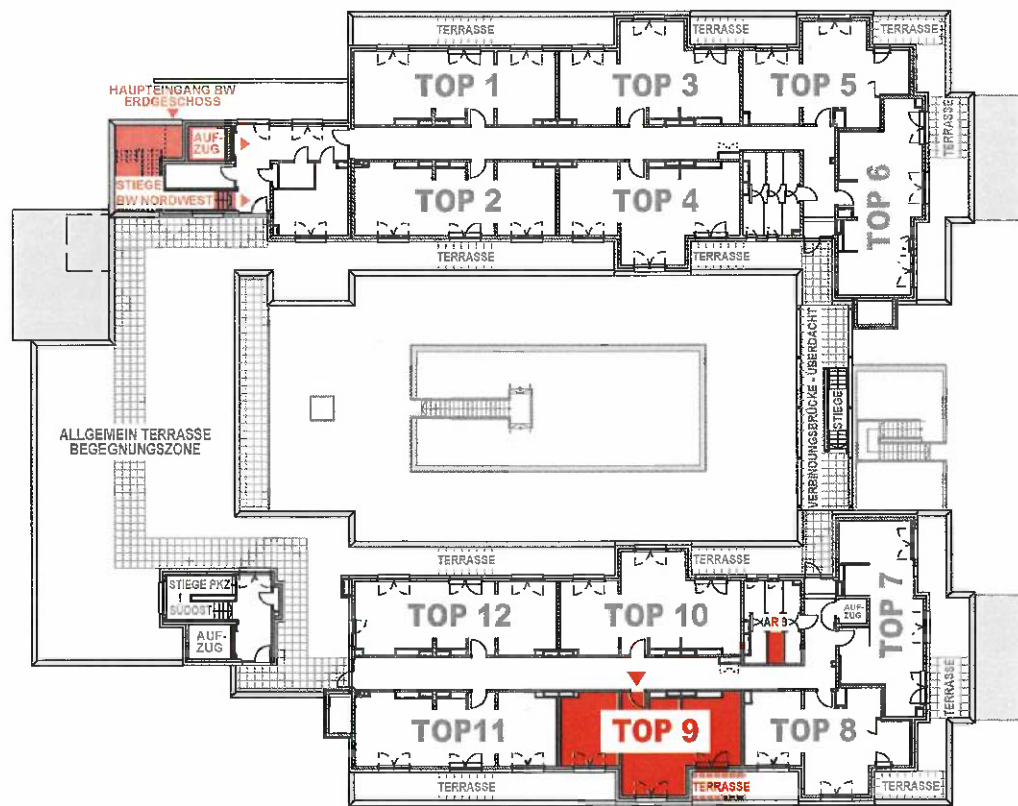 TERRASSE
TERRASSE
TOP 1
TOP 3
TOP 5
HAUPTEINGANG BW
ERDGESCHOSS
TERRASSE
AUF-
ZUG
STIEGE
BW NORDWEST
TOP 2
TOP 4
TOP 6
TERRASSE
TERRASSE
VERBINDUNGSBRÜCKE - ÜBERDACHT
STIEGE
ALLGEMEIN TERRASSE
BEGEGNUNGSZONE
TERRASSE
TERRASSE
STIEGE PKZ
SÜDOST
AUF-
ZUG
TOP 12
TOP 10
AR 9
AUF-
ZUG
TOP 7
TERRASSE
TOP11
TOP 9
TOP 8
TERRASSE
TERRASSE
TERRASSE